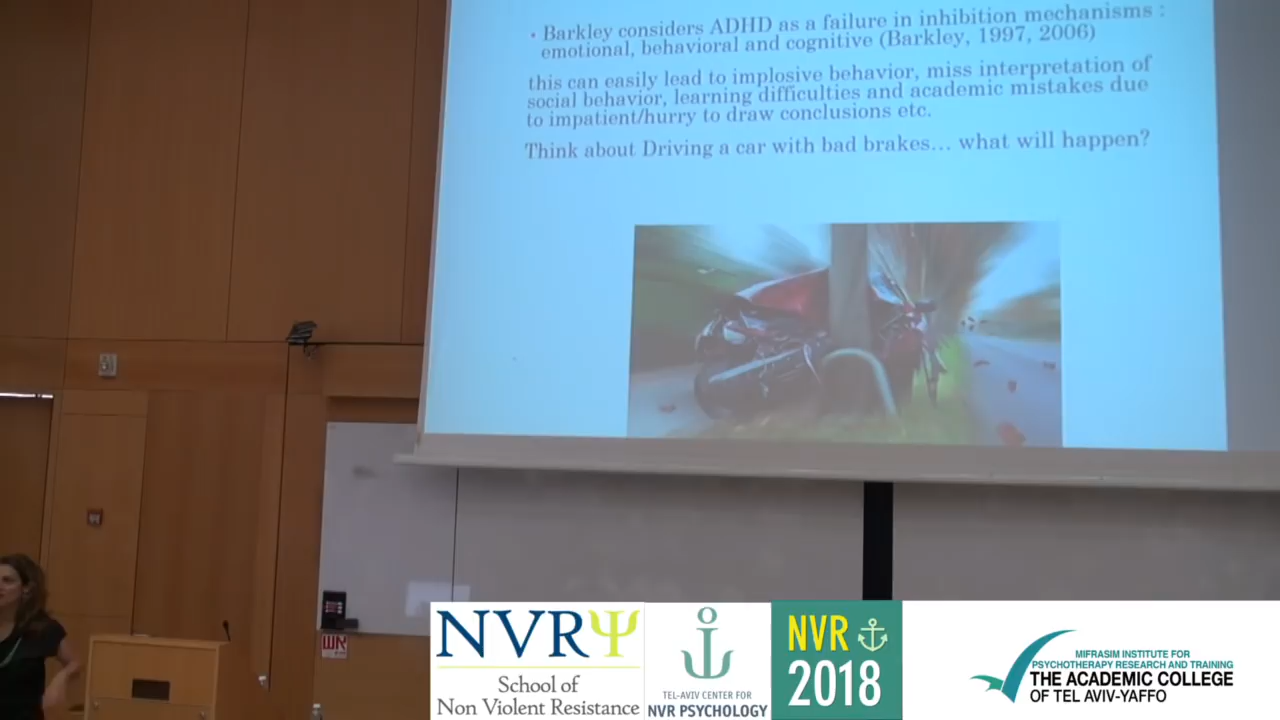 • Barkley considers ADHD as a failure in inhibition mechanisms :
emotional, behavioral and cognitive (Barkley, 1997, 2006)
this can easily lead to implosive behavior, miss interpretation of
social behavior, learning difficulties and academic mistakes due
to impatient/hurry to draw conclusions etc.
Think about Driving a car with bad brakes... what will happen?
אש
NVRΨ
School of
Non Violent Resistance
TEL-AVIV CENTER FOR
NVR PSYCHOLOGY
NVR
2018
MIFRASIM INSTITUTE FOR
PSYCHOTHERAPY RESEARCH AND TRAINING
THE ACADEMIC COLLEGE
OF TEL AVIV-YAFFO